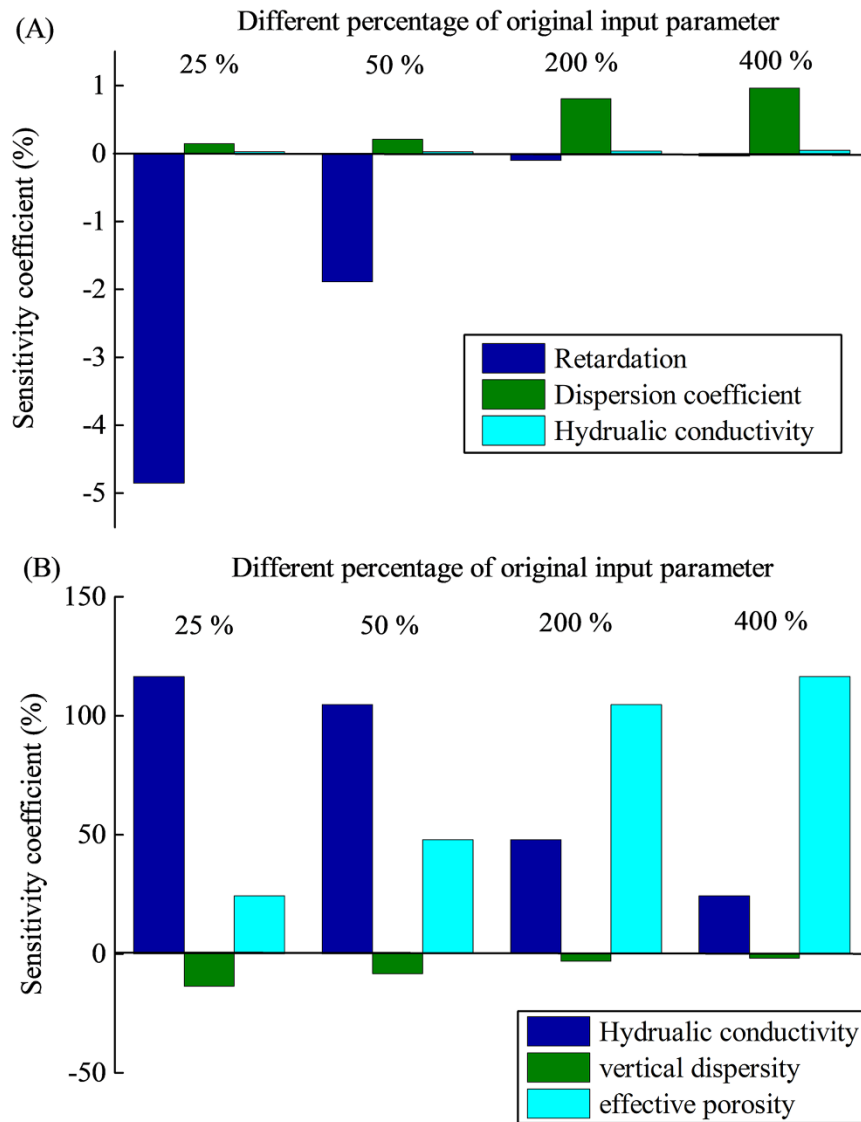 (A)
Different percentage of original input parameter
25 %
50 %
200 %
400 %
Sensitivity coefficient (%)
1
0
-1
-2
-3
-4
-5
Retardation
Dispersion coefficient
Hydrualic conductivity
(B)
Different percentage of original input parameter
25 %
50 %
200 %
400 %
Sensitivity coefficient (%)
150
100
50
0
-50
Hydrualic conductivity
vertical dispersity
effective porosity